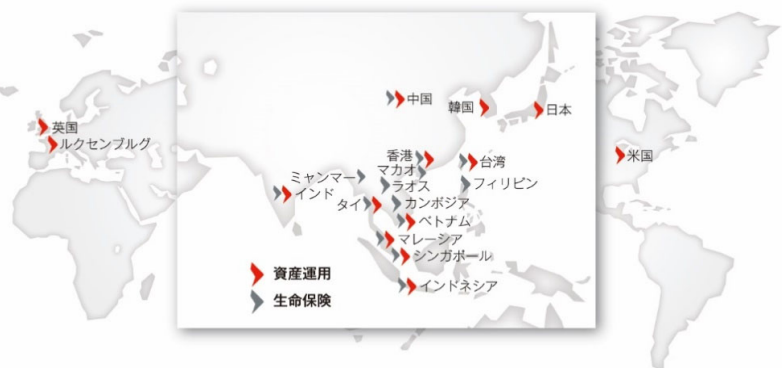 中国
韓国
日本
英国
ルクセンブルグ
香港
台湾
米国
マカオ
ミャンマー
ラオス
フィリピン
インド
タイ
カンボジア
ベトナム
マレーシア
シンガポール
インドネシア
資産運用
生命保険